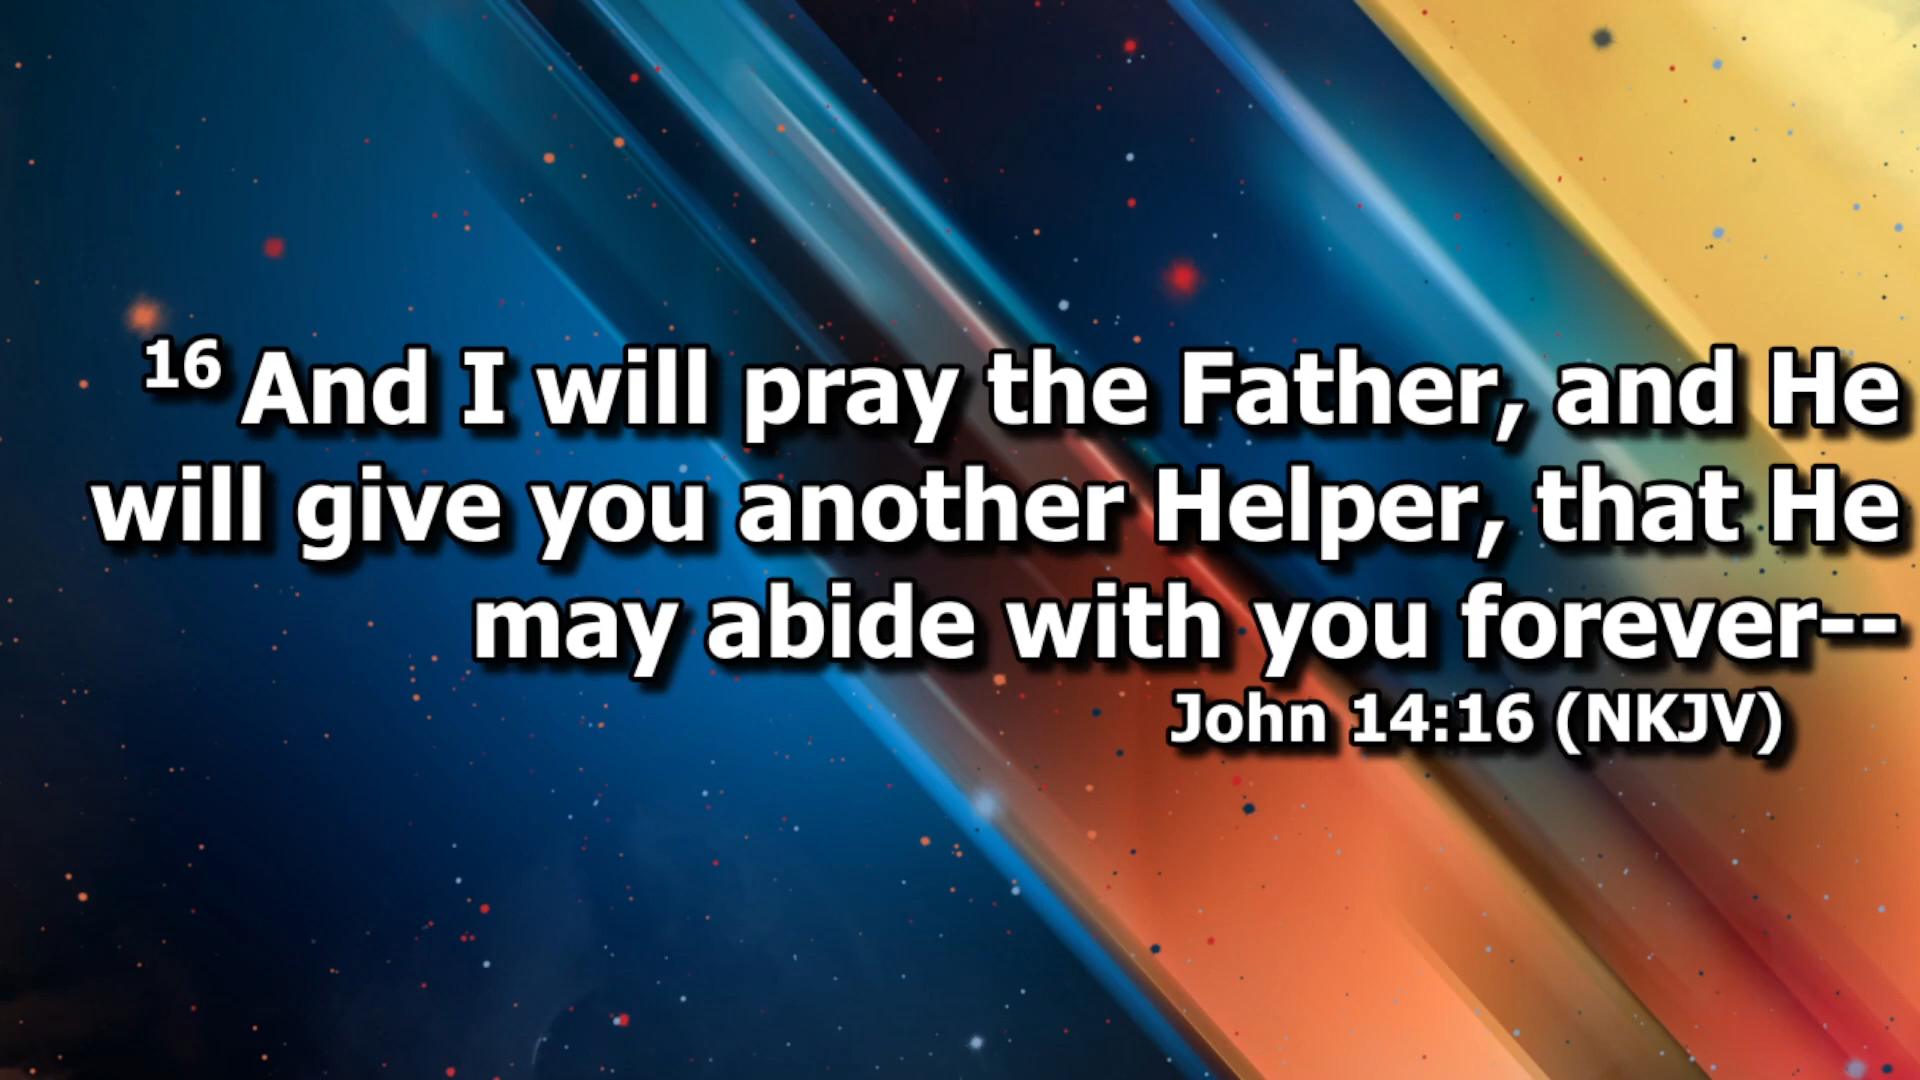 16 And I will pray the Father, and He
will give you another Helper, that He
may abide with you forever--
John 14:16 (NKJV)